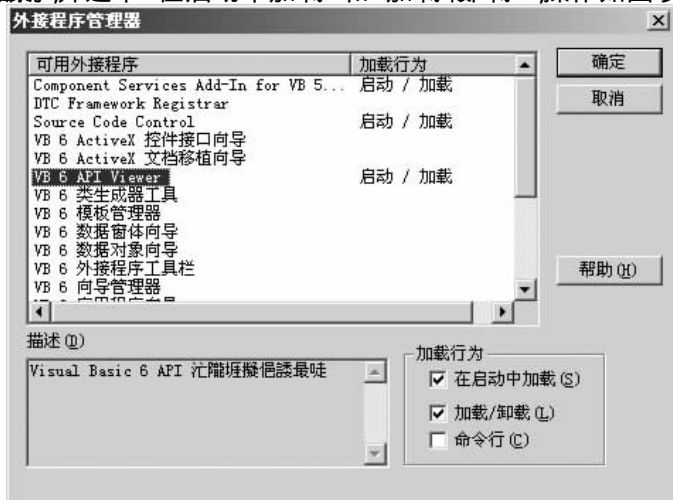 外接程序管理器
可用外接程序 加载行为
Component Services Add-In for VB 5... 启动 / 加载
DTC Framework Registrar
Source Code Control 启动 / 加载
VB 6 ActiveX 控件接口向导
VB 6 ActiveX 文档移植向导
VB 6 API Viewer 启动 / 加载
VB 6 类生成器工具
VB 6 模板管理器
VB 6 数据窗体向导
VB 6 数据对象向导
VB 6 外接程序工具栏
VB 6 向导管理器
确定
取消
帮助(H)
描述(D)
Visual Basic 6 API
加载行为
在启动中加载(S)
加载/卸载(L)
命令行(C)